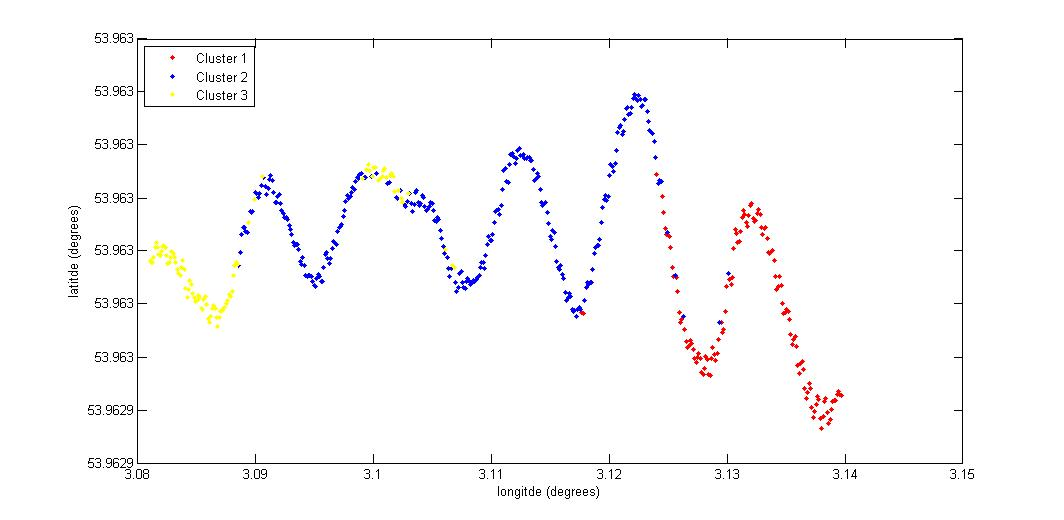 53.963
Cluster 1
Cluster 2
Cluster 3
53.963
53.963
53.963
53.963
53.963
53.963
53.9629
53.9629
latitde (degrees)
3.08 3.09 3.1 3.11 3.12 3.13 3.14 3.15
longitde (degrees)